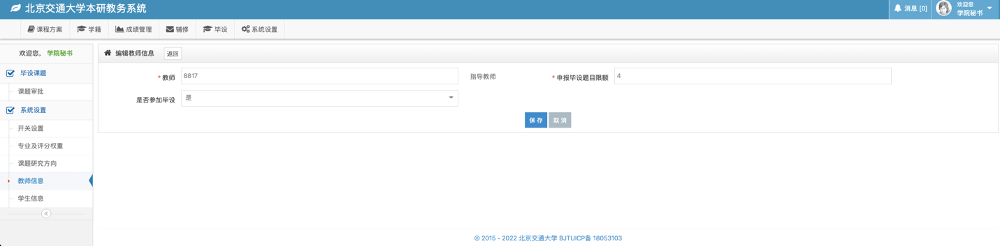 北京交通大学本研教务系统
消息 [0]
欢迎您
学院秘书
课程方案
学籍
成绩管理
辅修
毕设
系统设置
欢迎您， 学院秘书
毕设课题
课题审批
系统设置
开关设置
专业及评分权重
课题研究方向
教师信息
学生信息
编辑教师信息
返回
* 教师
8817
指导教师
* 申报毕设题目限额
4
是否参加毕设
是
保 存
取 消
© 2015 - 2022 北京交通大学 BJTUICP备 18053103